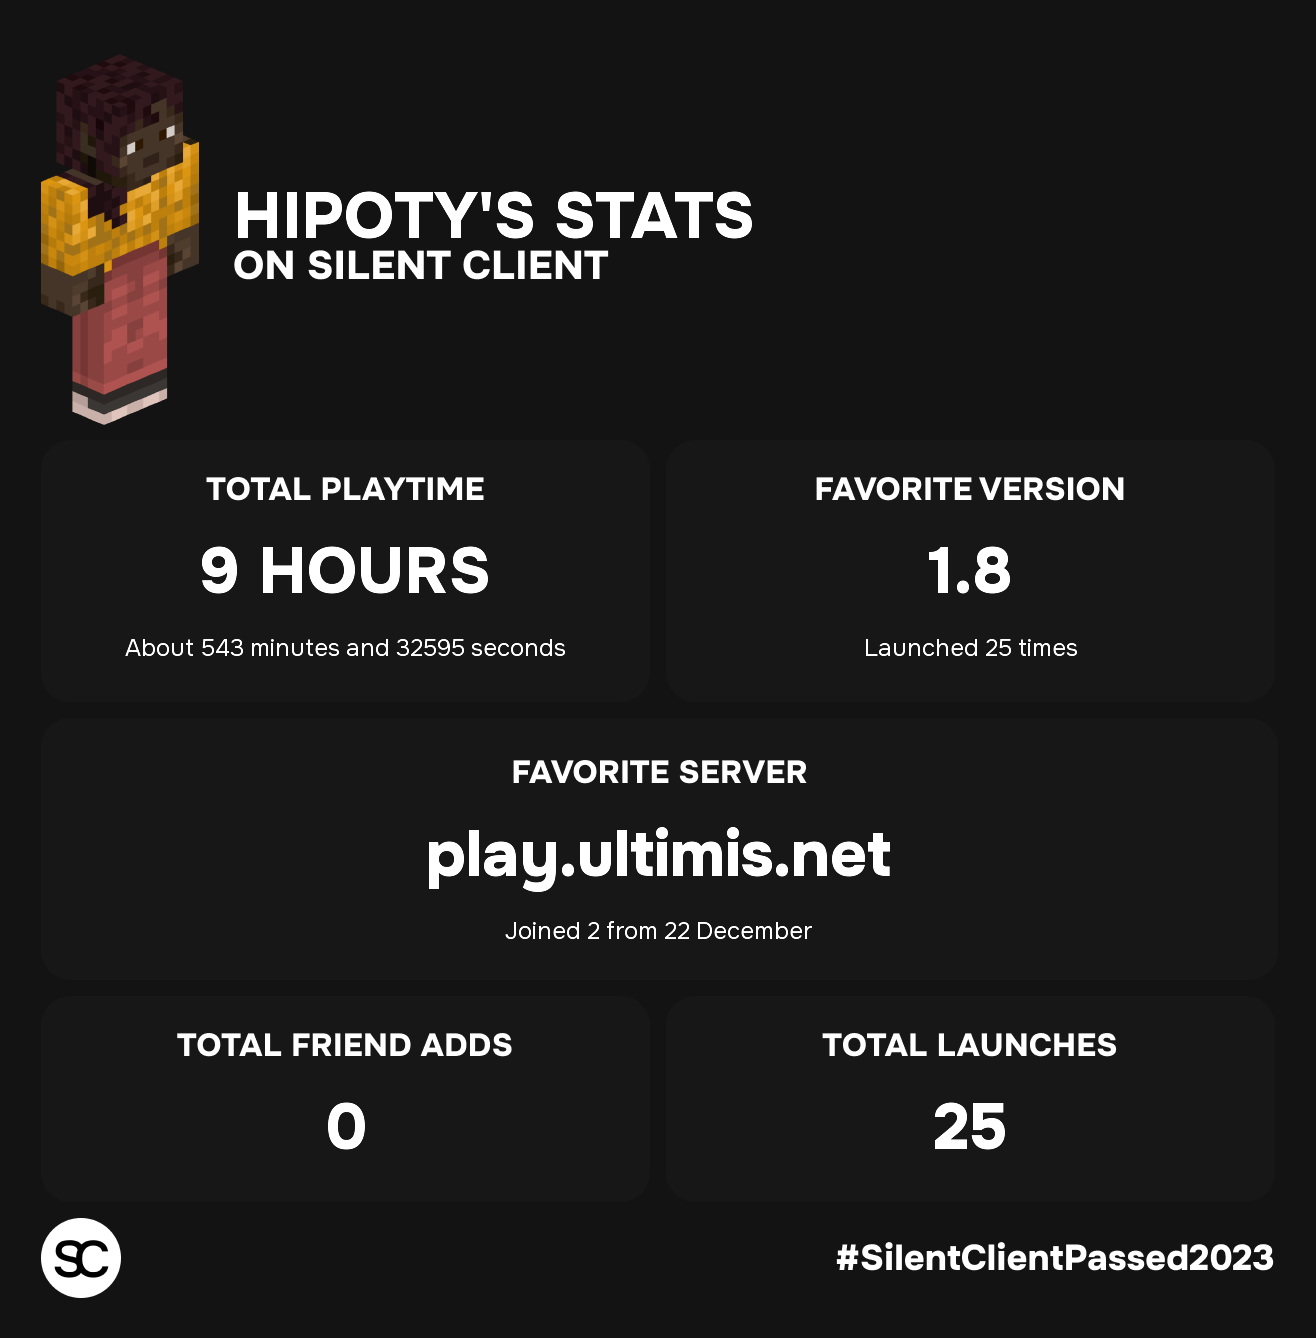 HIPOTY'S STATS
ON SILENT CLIENT
TOTAL PLAYTIME
9 HOURS
About 543 minutes and 32595 seconds
FAVORITE VERSION
1.8
Launched 25 times
FAVORITE SERVER
play.ultimis.net
Joined 2 from 22 December
TOTAL FRIEND ADDS
0
TOTAL LAUNCHES
25
SC
#SilentClientPassed2023